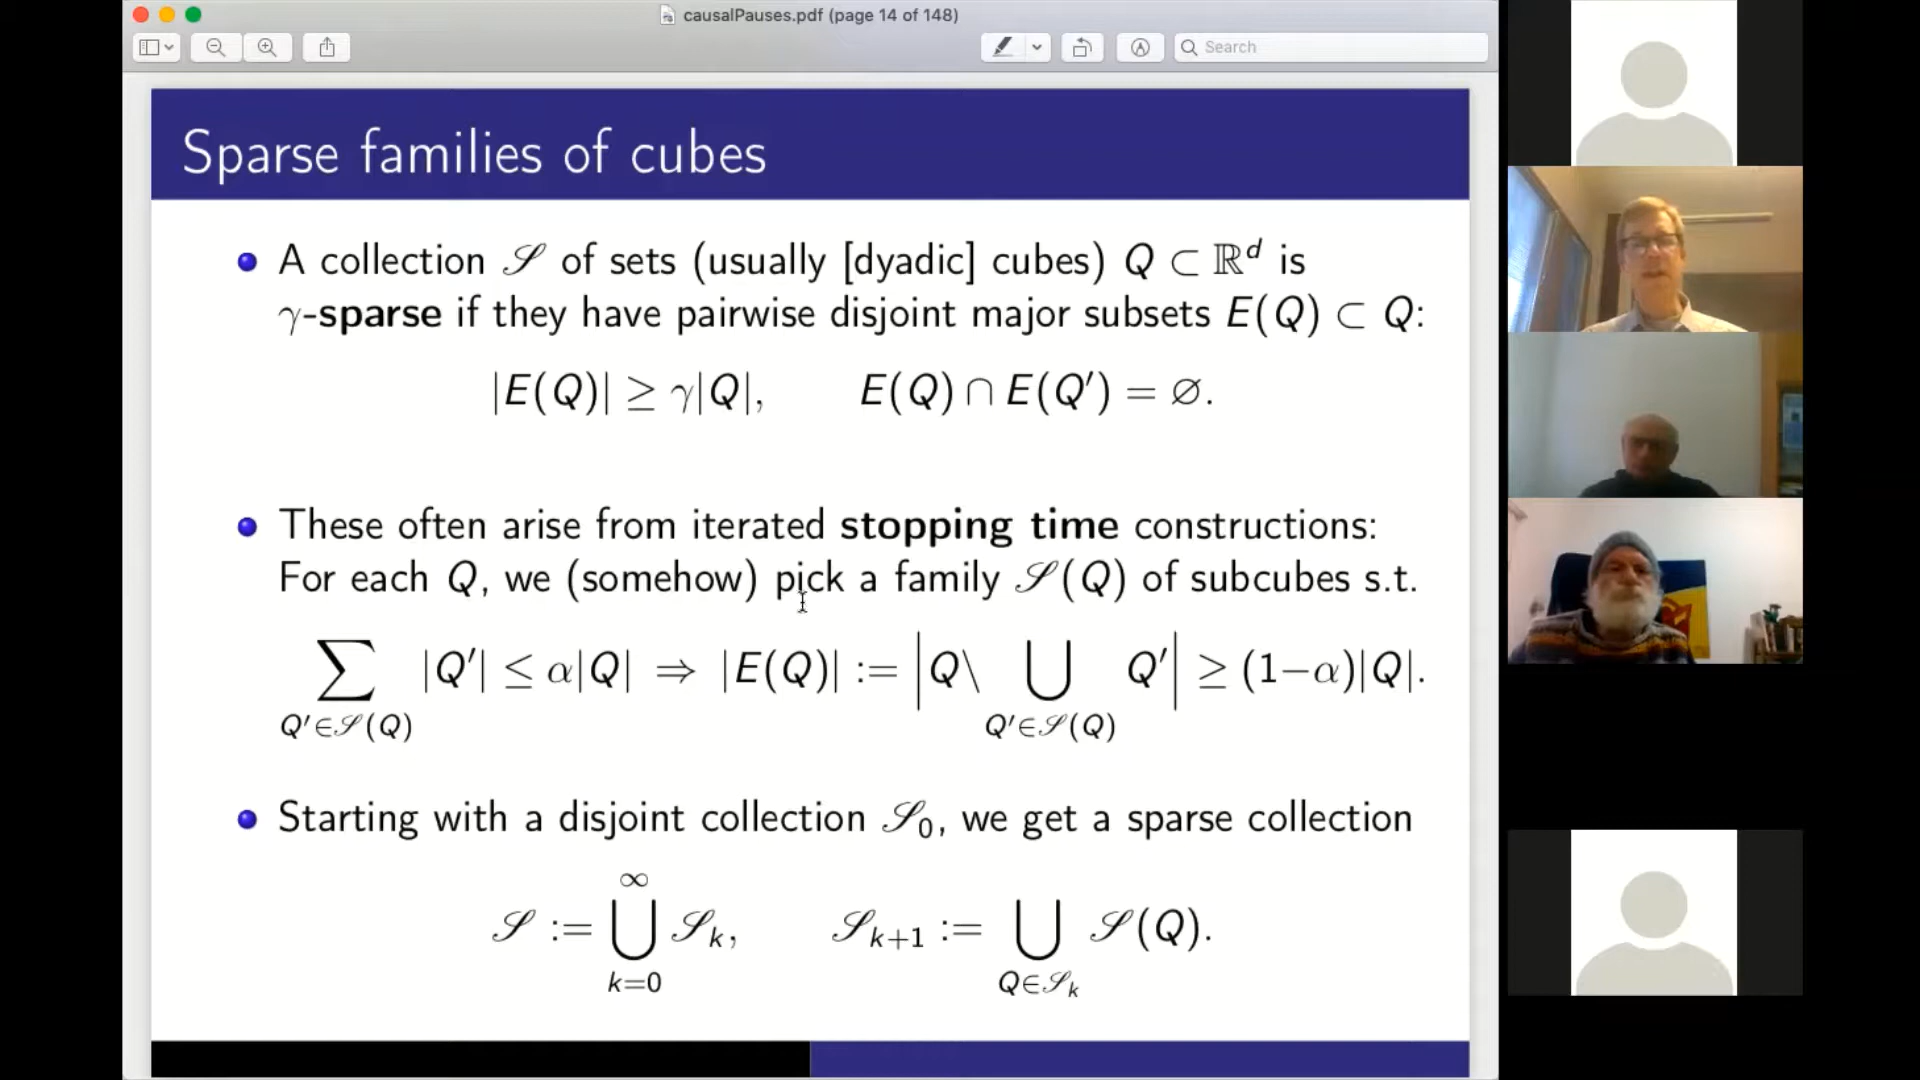 causalPauses.pdf (page 14 of 148)
Search
Sparse families of cubes
A collection 𝒮 of sets (usually [dyadic] cubes) Q ⊂ ℝ^d is
γ-sparse if they have pairwise disjoint major subsets E(Q) ⊂ Q:
|E(Q)| ≥ γ|Q|, E(Q) ∩ E(Q′) = ∅.
These often arise from iterated stopping time constructions:
For each Q, we (somehow) pick a family 𝒮(Q) of subcubes s.t.
∑_{Q′∈𝒮(Q)} |Q′| ≤ α|Q| ⇒ |E(Q)| := |Q\ ⋃_{Q′∈𝒮(Q)} Q′| ≥ (1−α)|Q|.
Starting with a disjoint collection 𝒮₀, we get a sparse collection
𝒮 := ⋃_{k=0}^{∞} 𝒮_k, 𝒮_{k+1} := ⋃_{Q∈𝒮_k} 𝒮(Q).